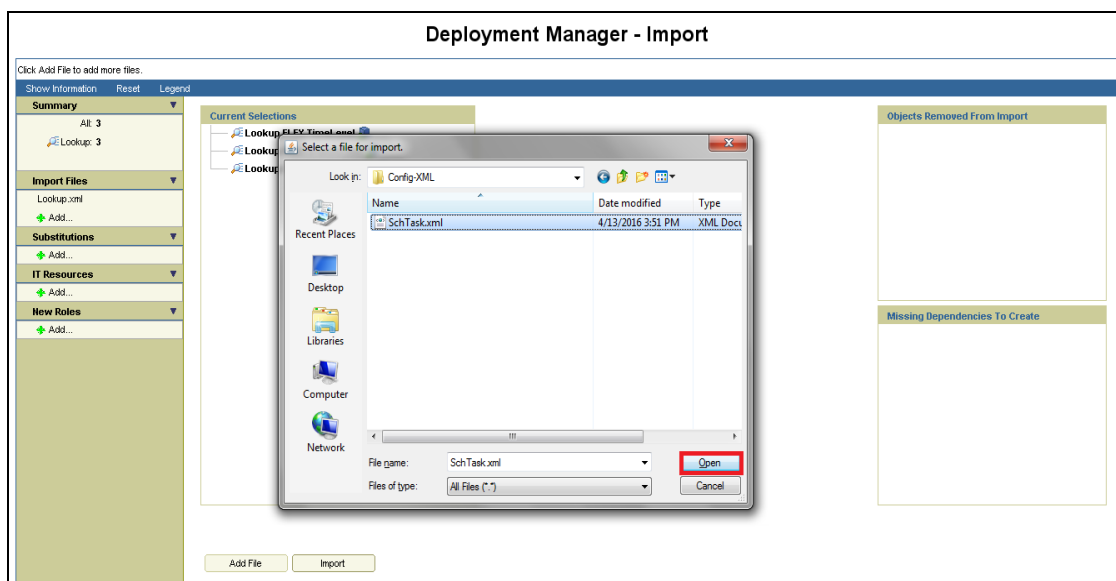 Deployment Manager - Import
Click Add File to add more files.
Show Information Reset Legend
Summary
All: 3
Lookup: 3
Import Files
Lookup.xml
Add...
Substitutions
Add...
IT Resources
Add...
New Roles
Add...
Current Selections
Lookup
Lookup
Lookup
Objects Removed From Import
Missing Dependencies To Create
Select a file for import.
Look in: Config-XML
Recent Places
Desktop
Libraries
Computer
Network
Name Date modified Type
SchTask.xml 4/13/2016 3:51 PM XML Docu
File name: SchTask.xml Open
Files of type: All Files (*.*) Cancel
Add File Import